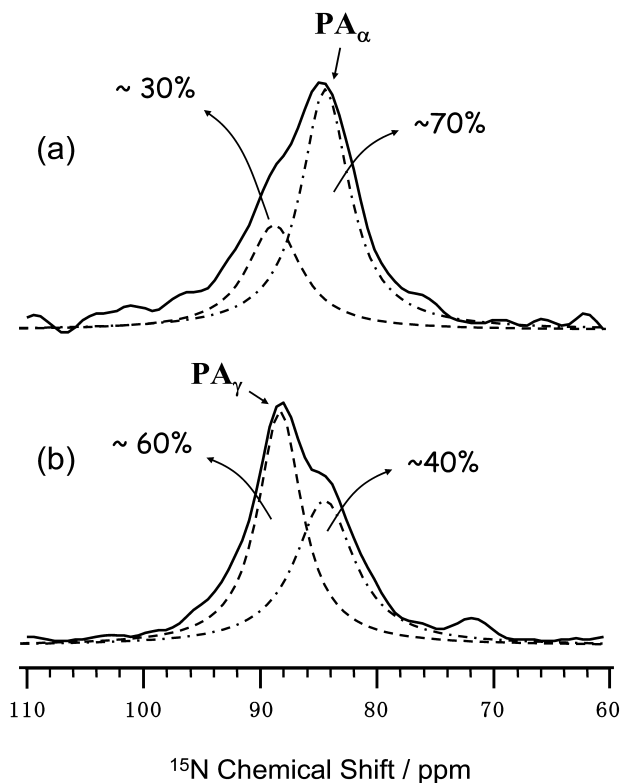 PAα
~ 30%
~70%
(a)
PAγ
(b)
~ 60%
~40%
110 100 90 80 70 60
¹⁵N Chemical Shift / ppm